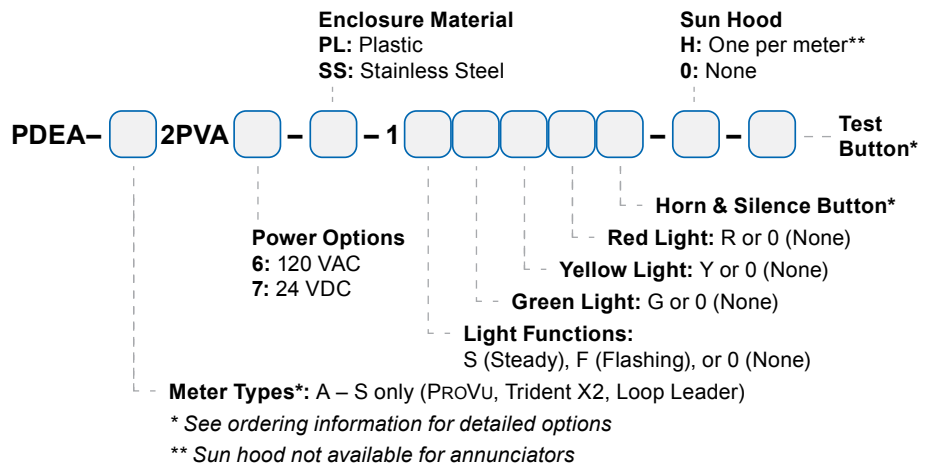 Enclosure Material
PL: Plastic
SS: Stainless Steel
Sun Hood
H: One per meter**
0: None
PDEA– 2PVA – – 1 – –
Test
Button*
Horn & Silence Button*
Power Options
6: 120 VAC
7: 24 VDC
Red Light: R or 0 (None)
Yellow Light: Y or 0 (None)
Green Light: G or 0 (None)
Light Functions:
S (Steady), F (Flashing), or 0 (None)
Meter Types*: A – S only (PROVU, Trident X2, Loop Leader)
* See ordering information for detailed options
** Sun hood not available for annunciators